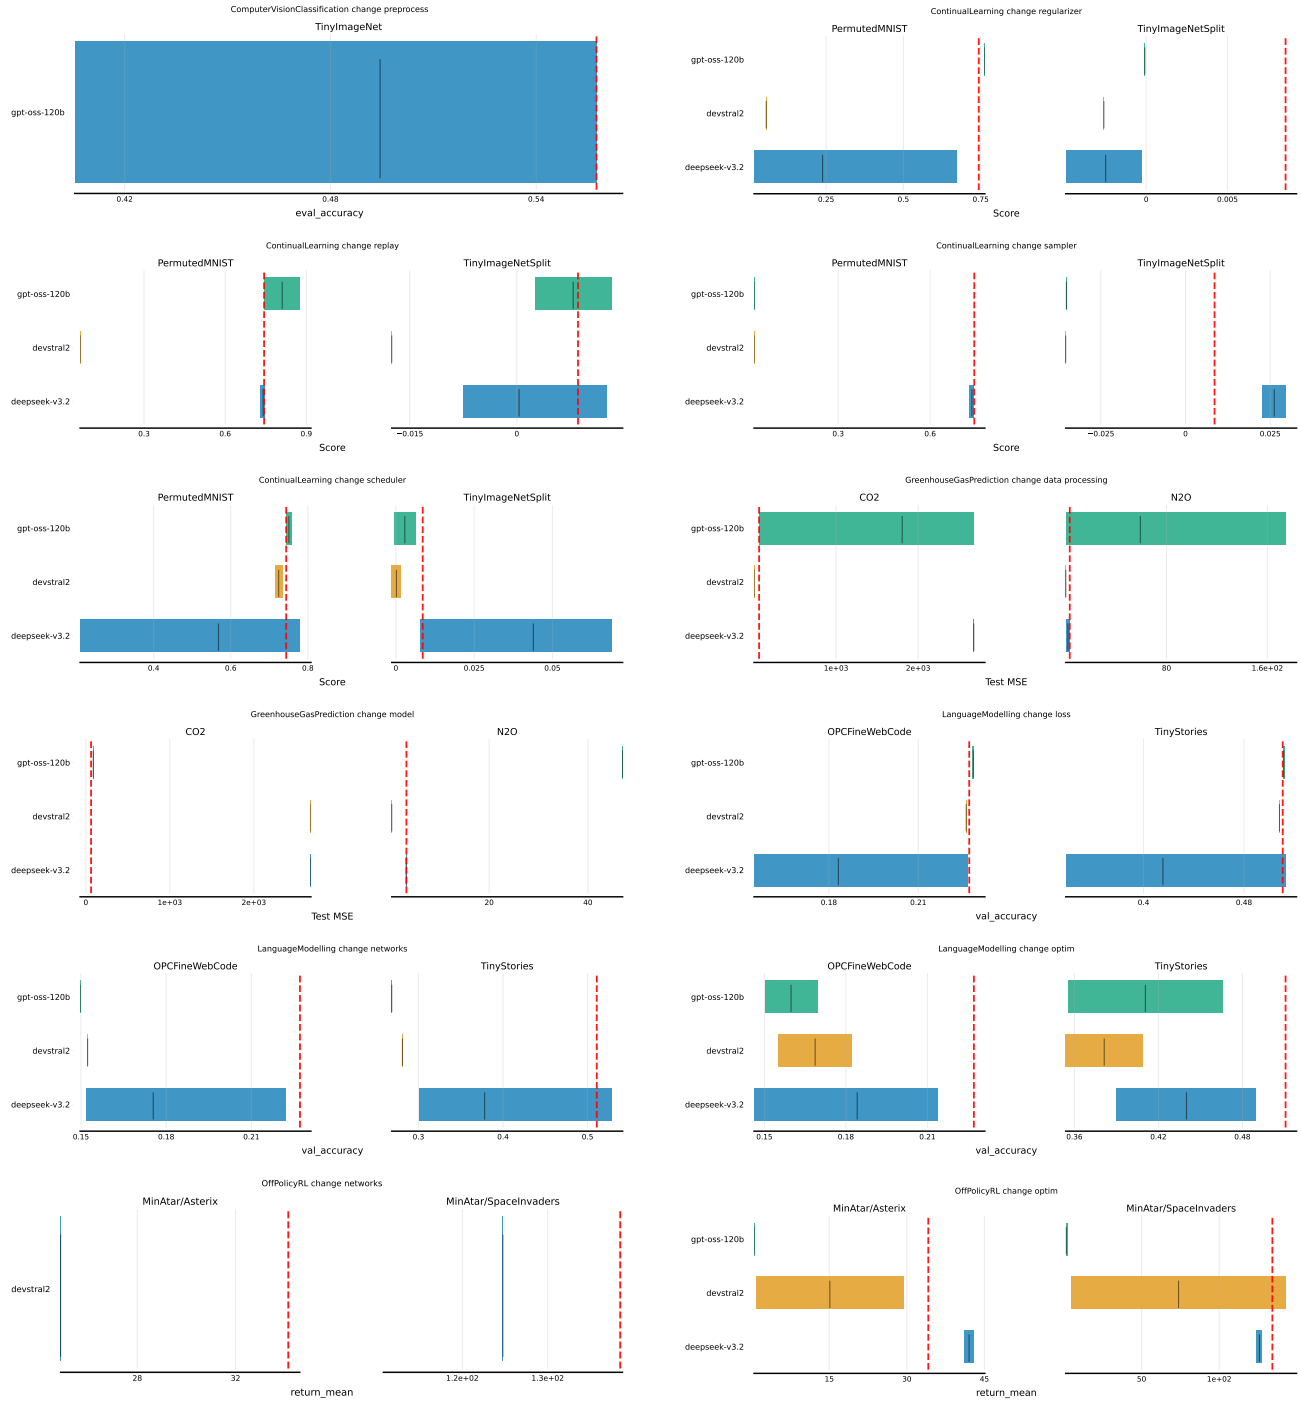 ComputerVisionClassification change preprocess
TinyImageNet
gpt-oss-120b
0.42 0.48 0.54
eval_accuracy
ContinualLearning change regularizer
PermutedMNIST TinyImageNetSplit
gpt-oss-120b
devstral2
deepseek-v3.2
0.25 0.5 0.75 0 0.005
Score
ContinualLearning change replay
PermutedMNIST TinyImageNetSplit
gpt-oss-120b
devstral2
deepseek-v3.2
0.3 0.6 0.9 −0.015 0
Score
ContinualLearning change sampler
PermutedMNIST TinyImageNetSplit
gpt-oss-120b
devstral2
deepseek-v3.2
0.3 0.6 −0.025 0 0.025
Score
ContinualLearning change scheduler
PermutedMNIST TinyImageNetSplit
gpt-oss-120b
devstral2
deepseek-v3.2
0.4 0.6 0.8 0 0.025 0.05
Score
GreenhouseGasPrediction change data processing
CO2 N2O
gpt-oss-120b
devstral2
deepseek-v3.2
1e+03 2e+03 80 1.6e+02
Test MSE
GreenhouseGasPrediction change model
CO2 N2O
gpt-oss-120b
devstral2
deepseek-v3.2
0 1e+03 2e+03 20 40
Test MSE
LanguageModelling change loss
OPCFineWebCode TinyStories
gpt-oss-120b
devstral2
deepseek-v3.2
0.18 0.21 0.4 0.48
val_accuracy
LanguageModelling change networks
OPCFineWebCode TinyStories
gpt-oss-120b
devstral2
deepseek-v3.2
0.15 0.18 0.21 0.3 0.4 0.5
val_accuracy
LanguageModelling change optim
OPCFineWebCode TinyStories
gpt-oss-120b
devstral2
deepseek-v3.2
0.15 0.18 0.21 0.36 0.42 0.48
val_accuracy
OffPolicyRL change networks
MinAtar/Asterix MinAtar/SpaceInvaders
devstral2
28 32 1.2e+02 1.3e+02
return_mean
OffPolicyRL change optim
MinAtar/Asterix MinAtar/SpaceInvaders
gpt-oss-120b
devstral2
deepseek-v3.2
15 30 45 50 1e+02
return_mean